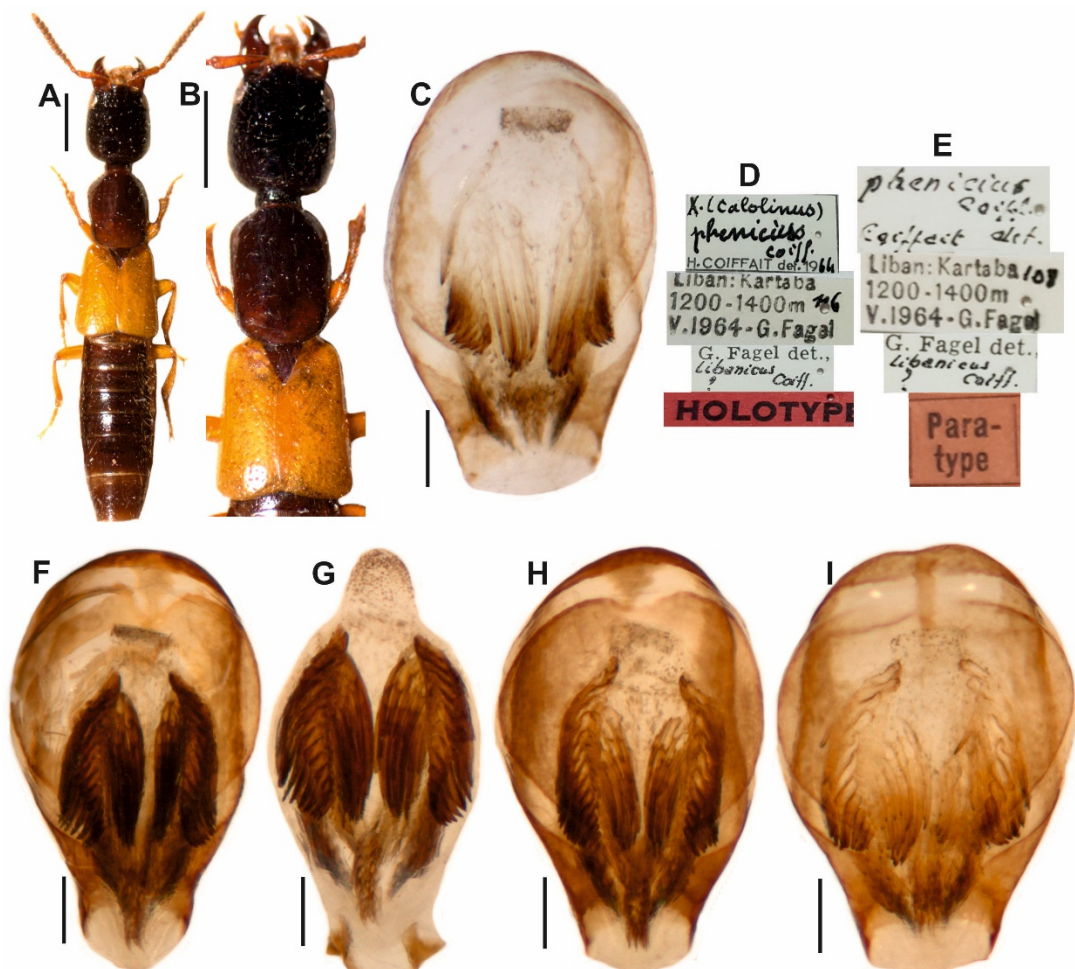 A
B
C
D
X. (Calolinus)
phenicius
Coiff.
H. COIFFAIT det. 1964
Liban: Kartaba
1200-1400m 116
V.1964-G.Fagel
G. Fagel det.,
libanicus
? Coiff.
HOLOTYPE
E
phenicius
Coiff.
Coiffait det.
Liban: Kartaba 108
1200-1400m
V.1964-G.Fagel
G. Fagel det.,
libanicus
? Coiff.
Para-
type
F
G
H
I